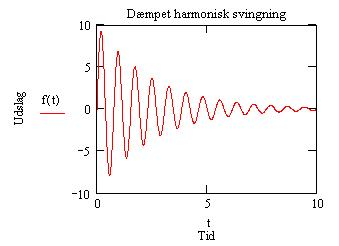 Dæmpet harmonisk svingning
10
5
0
−5
−10
Udslag
f(t)
0
5
10
t
Tid